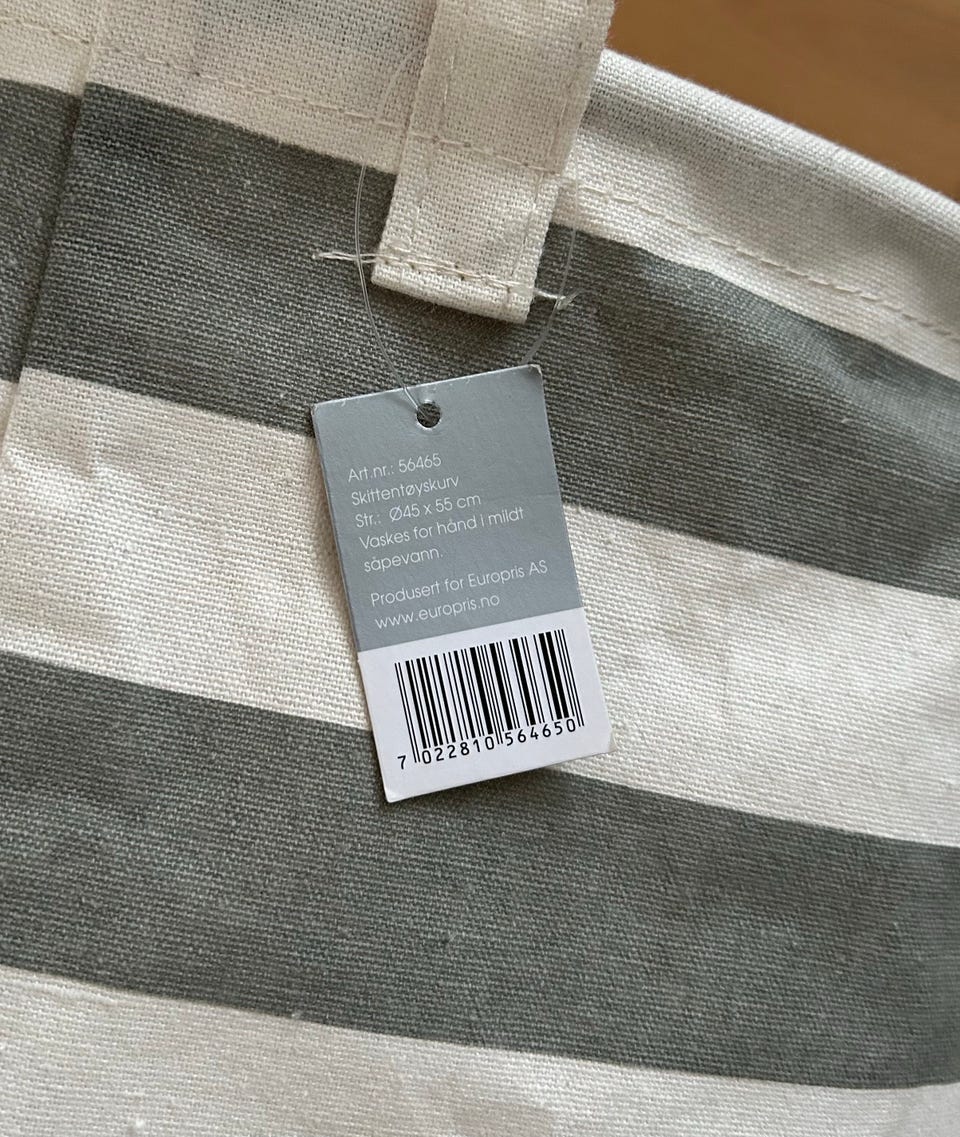 Art.nr.: 56465
Skittentøyskurv
Str.: Ø45 x 55 cm
Vaskes for hånd i mildt
såpevann.
Produsert for Europris AS
www.europris.no
7 022810 564650